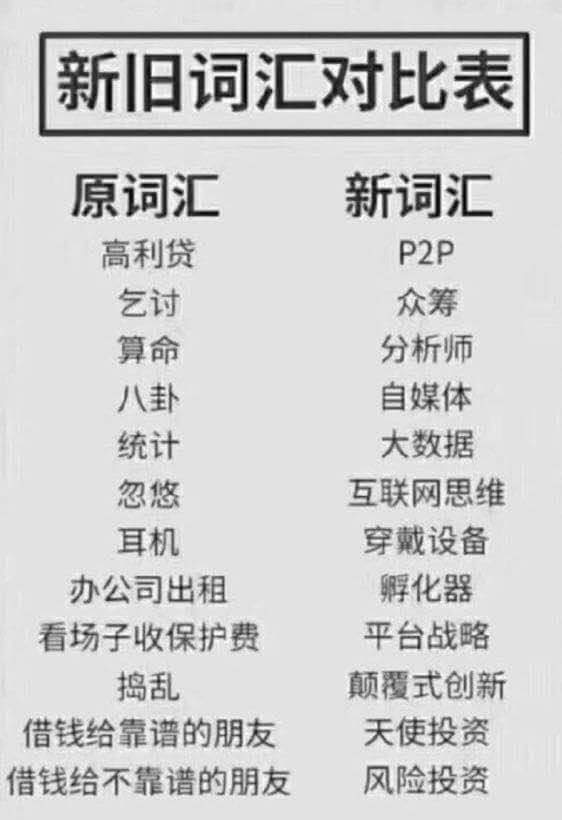 新旧词汇对比表
原词汇 新词汇
高利贷 P2P
乞讨 众筹
算命 分析师
八卦 自媒体
统计 大数据
忽悠 互联网思维
耳机 穿戴设备
办公司出租 孵化器
看场子收保护费 平台战略
捣乱 颠覆式创新
借钱给靠谱的朋友 天使投资
借钱给不靠谱的朋友 风险投资